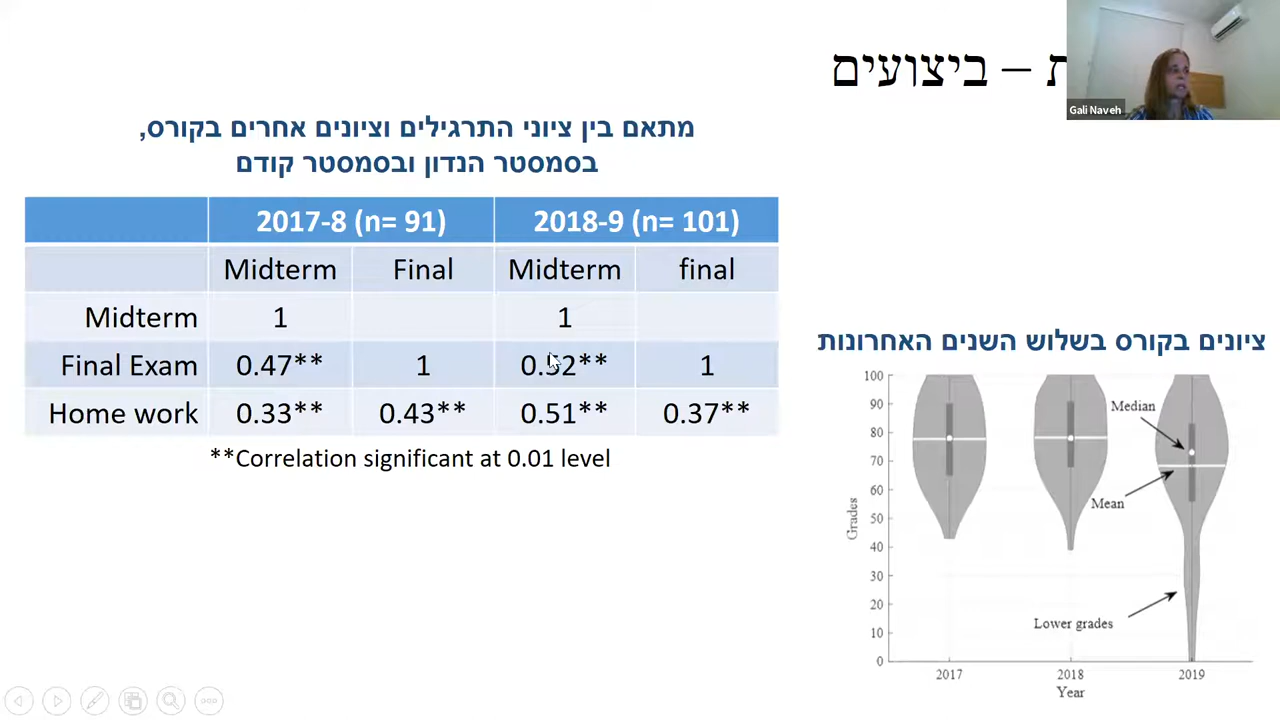 ת – ביצועים
Gali Naveh
מתאם בין ציוני התרגילים וציונים אחרים בקורס,
בסמסטר הנדון ובסמסטר קודם
2017-8 (n= 91) 2018-9 (n= 101)
Midterm Final Midterm final
Midterm 1 1
Final Exam 0.47** 1 1
Home work 0.33** 0.43** 0.51** 0.37**
**Correlation significant at 0.01 level
ציונים בקורס בשלוש השנים האחרונות
100
90
80
70
60
50
40
30
20
10
0
Grades
Median
Mean
Lower grades
2017 2018 2019
Year